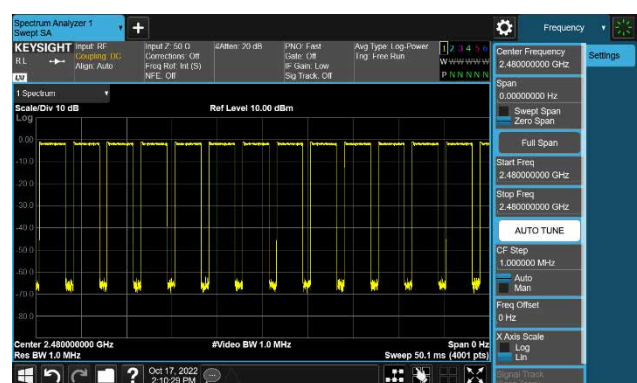 Spectrum Analyzer 1
Swept SA
Frequency
KEYSIGHT
Input: RF
Coupling: DC
Align: Auto
Input Z: 50 Ω
Corrections: Off
Freq Ref: Int (S)
NFE: Off
#Atten: 20 dB
PNO: Fast
Gate: Off
IF Gain: Low
Sig Track: Off
Avg Type: Log-Power
Trig: Free Run
1 2 3 4 5 6
W W W W W W
P N N N N N
R L
LW
1 Spectrum
Scale/Div 10 dB
Ref Level 10.00 dBm
Log
0.00
-10.0
-20.0
-30.0
-40.0
-50.0
-60.0
-70.0
-80.0
Center 2.480000000 GHz
#Video BW 1.0 MHz
Span 0 Hz
Res BW 1.0 MHz
Sweep 50.1 ms (4001 pts)
Oct 17, 2022
2:10:29 PM
Center Frequency
2.480000000 GHz
Settings
Span
0.00000000 Hz
Swept Span
Zero Span
Full Span
Start Freq
2.480000000 GHz
Stop Freq
2.480000000 GHz
AUTO TUNE
CF Step
1.000000 MHz
Auto
Man
Freq Offset
0 Hz
X Axis Scale
Log
Lin
Signal Track